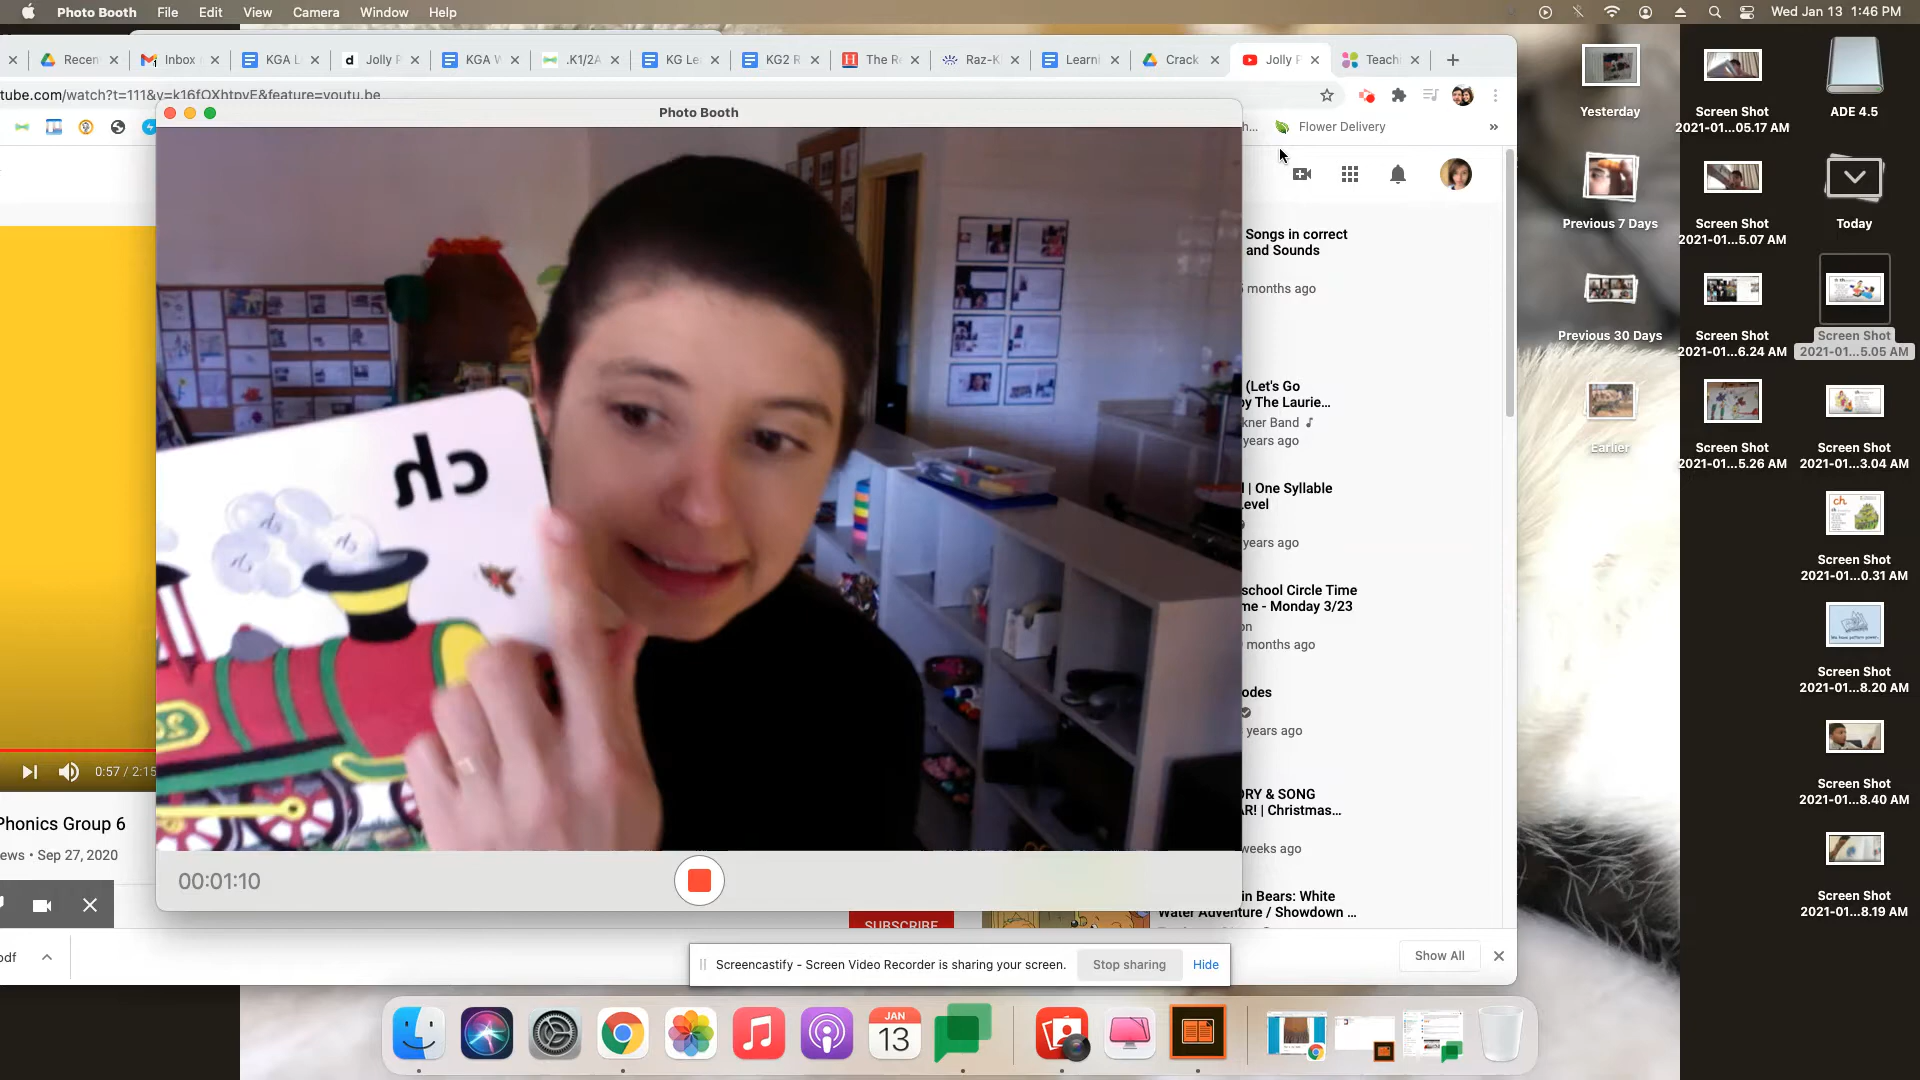 Photo Booth File Edit View Camera Window Help
Wed Jan 13 1:46 PM
Recen
Inbox
KGA L
Jolly P
KGA V
.K1/2A
KG Le
KG2 R
The R
Raz-K
Learni
Crack
Jolly P
Teachi
tube.com/watch?t=111&v=k16fOXhtpvE&feature=youtu.be
Photo Booth
h...
Flower Delivery
Songs in correct
and Sounds
months ago
(Let's Go
by The Laurie...
kner Band
years ago
| One Syllable
Level
years ago
school Circle Time
me - Monday 3/23
on
months ago
odes
years ago
ORY & SONG
AR! | Christmas...
weeks ago
in Bears: White
Water Adventure / Showdown ...
ch
0:57 / 2:15
Phonics Group 6
ews • Sep 27, 2020
00:01:10
SUBSCRIBE
odf
Screencastify - Screen Video Recorder is sharing your screen.
Stop sharing
Hide
Show All
Yesterday
Previous 7 Days
Previous 30 Days
Earlier
Screen Shot
2021-01...05.17 AM
Screen Shot
2021-01...5.07 AM
Screen Shot
2021-01...6.24 AM
Screen Shot
2021-01...5.26 AM
ADE 4.5
Today
Screen Shot
2021-01...5.05 AM
Screen Shot
2021-01...3.04 AM
ch
Screen Shot
2021-01...0.31 AM
Screen Shot
2021-01...8.20 AM
Screen Shot
2021-01...8.40 AM
Screen Shot
2021-01...8.19 AM
JAN
13